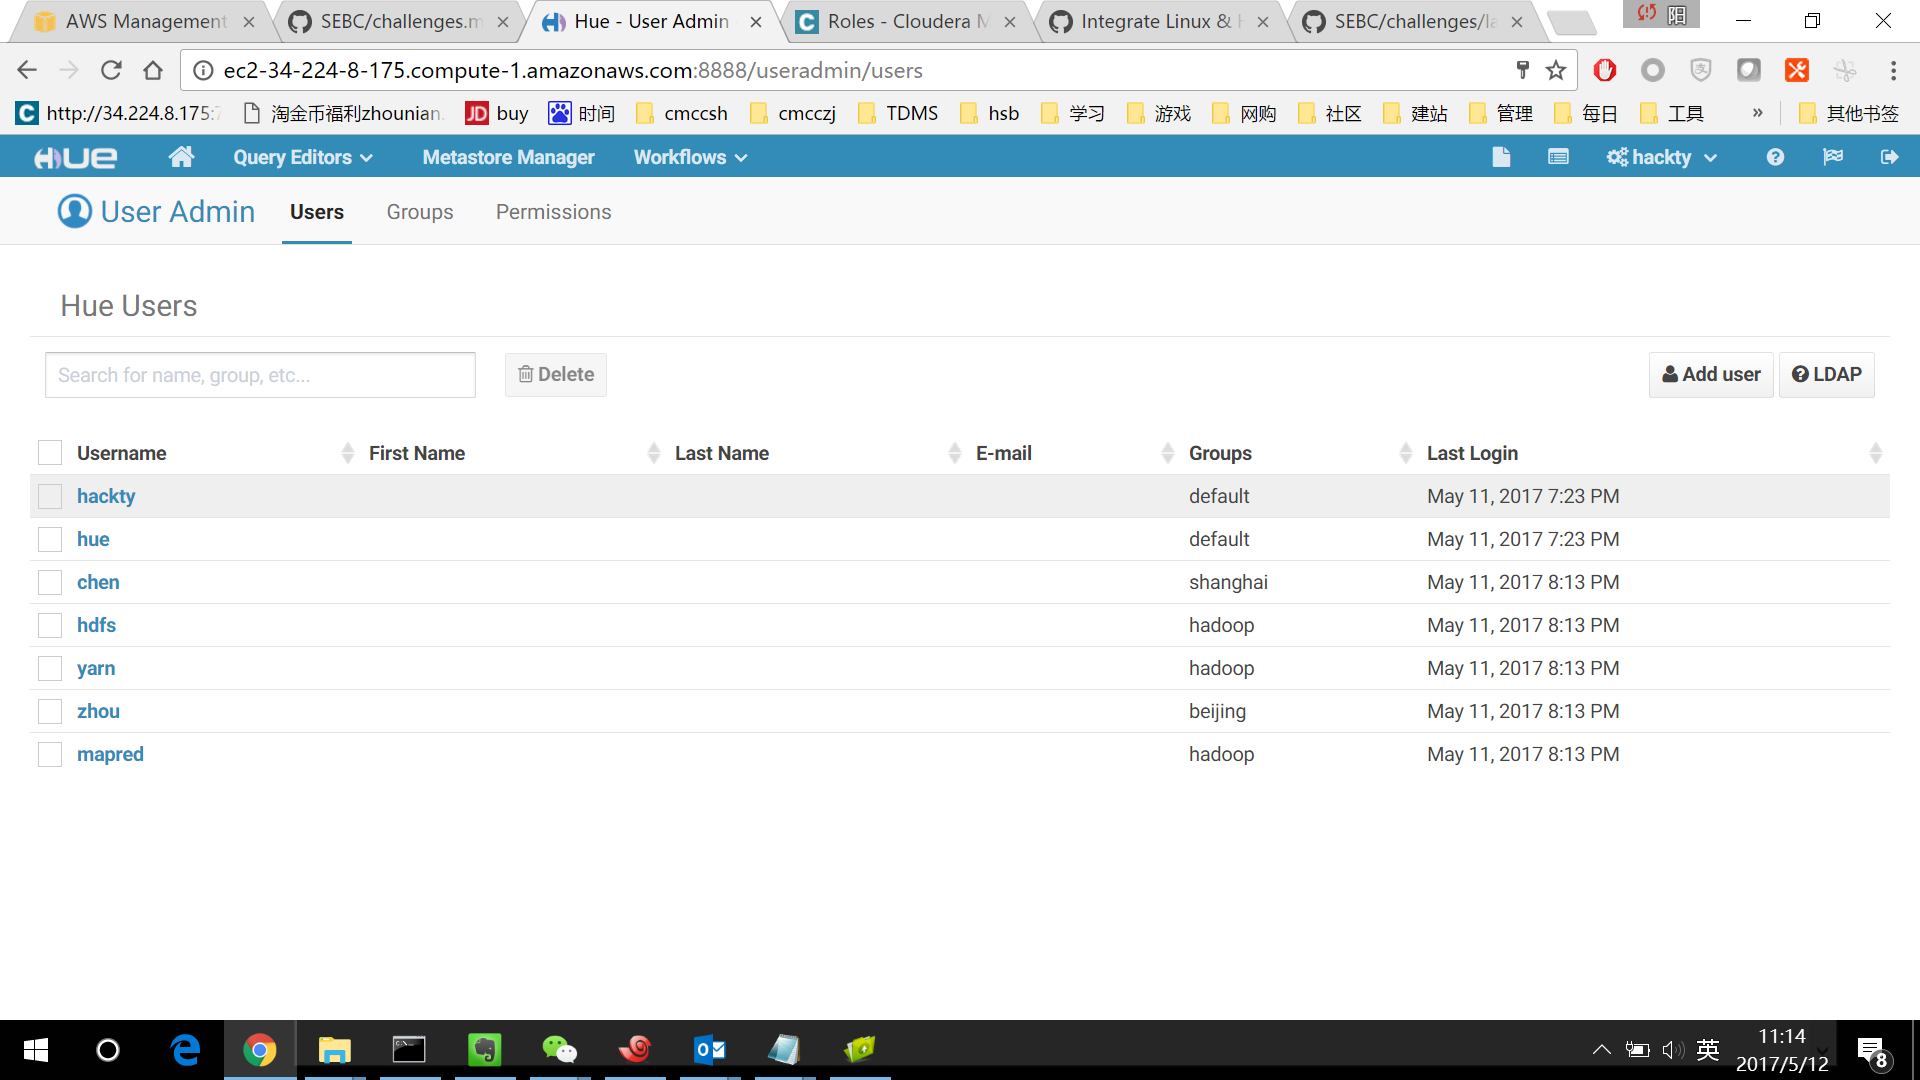 AWS Management
SEBC/challenges.m
Hue - User Admin
Roles - Cloudera M
Integrate Linux & H
SEBC/challenges/la
阳
ec2-34-224-8-175.compute-1.amazonaws.com:8888/useradmin/users
http://34.224.8.175:7
淘金币福利zhounian.
JD buy
时间
cmccsh
cmcczj
TDMS
hsb
学习
游戏
网购
社区
建站
管理
每日
工具
»
其他书签
HUE
Query Editors
Metastore Manager
Workflows
hackty
User Admin
Users
Groups
Permissions
Hue Users
Search for name, group, etc...
Delete
Add user
LDAP
Username First Name Last Name E-mail Groups Last Login
hackty default May 11, 2017 7:23 PM
hue default May 11, 2017 7:23 PM
chen shanghai May 11, 2017 8:13 PM
hdfs hadoop May 11, 2017 8:13 PM
yarn hadoop May 11, 2017 8:13 PM
zhou beijing May 11, 2017 8:13 PM
mapred hadoop May 11, 2017 8:13 PM
英
11:14
2017/5/12
8